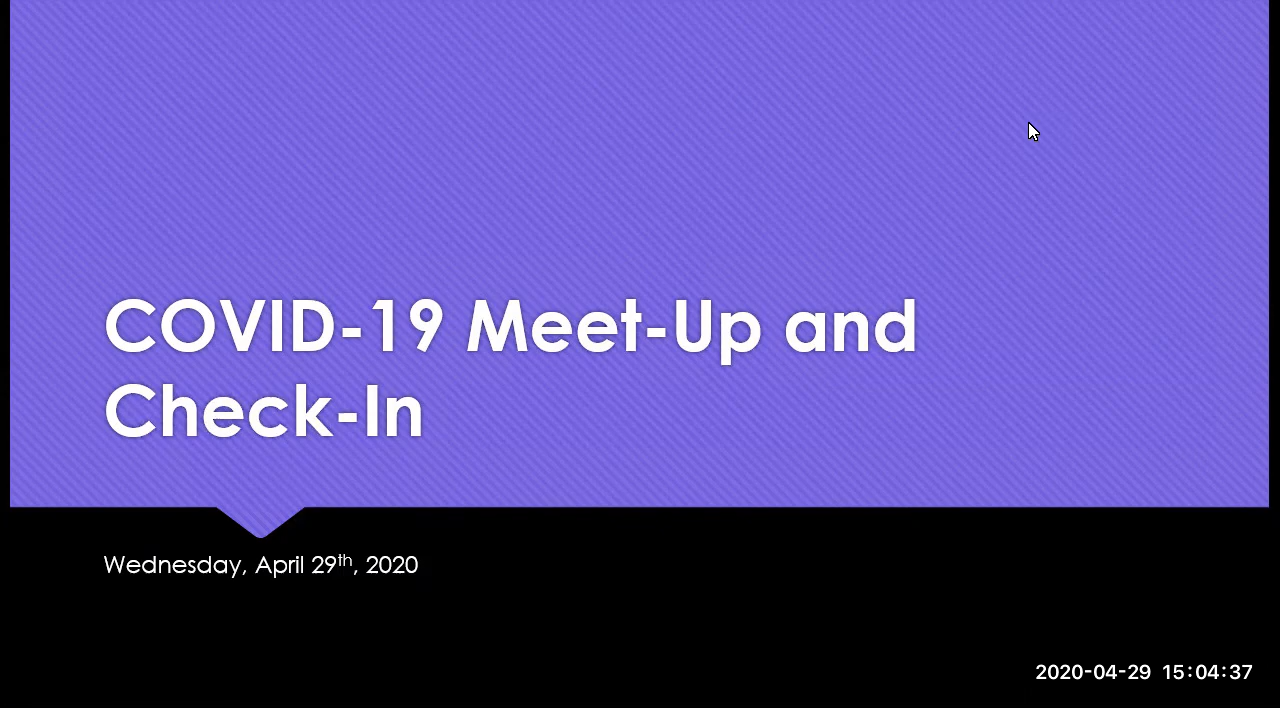 COVID-19 Meet-Up and
Check-In
Wednesday, April 29th, 2020
2020-04-29 15:04:37